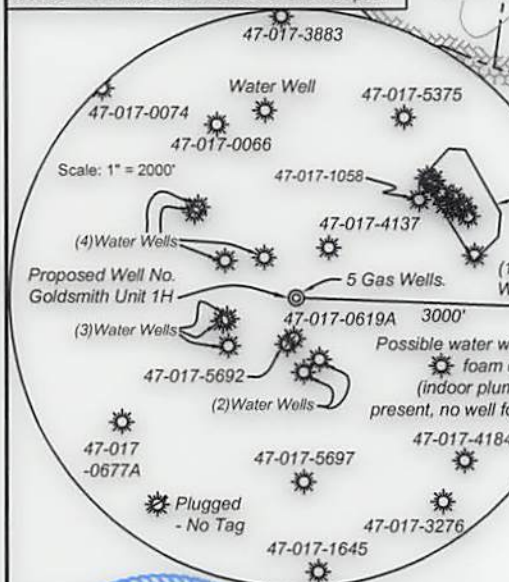 47-017-3883
Water Well
47-017-5375
47-017-0074
47-017-0066
Scale: 1" = 2000'
47-017-1058
47-017-4137
(4)Water Wells
Proposed Well No.
Goldsmith Unit 1H
5 Gas Wells.
47-017-0619A
3000'
(3)Water Wells
Possible water w
foam
(indoor plum
present, no well fo
47-017-5692
(2)Water Wells
47-017
-0677A
47-017-4184
47-017-5697
Plugged
- No Tag
47-017-3276
47-017-1645